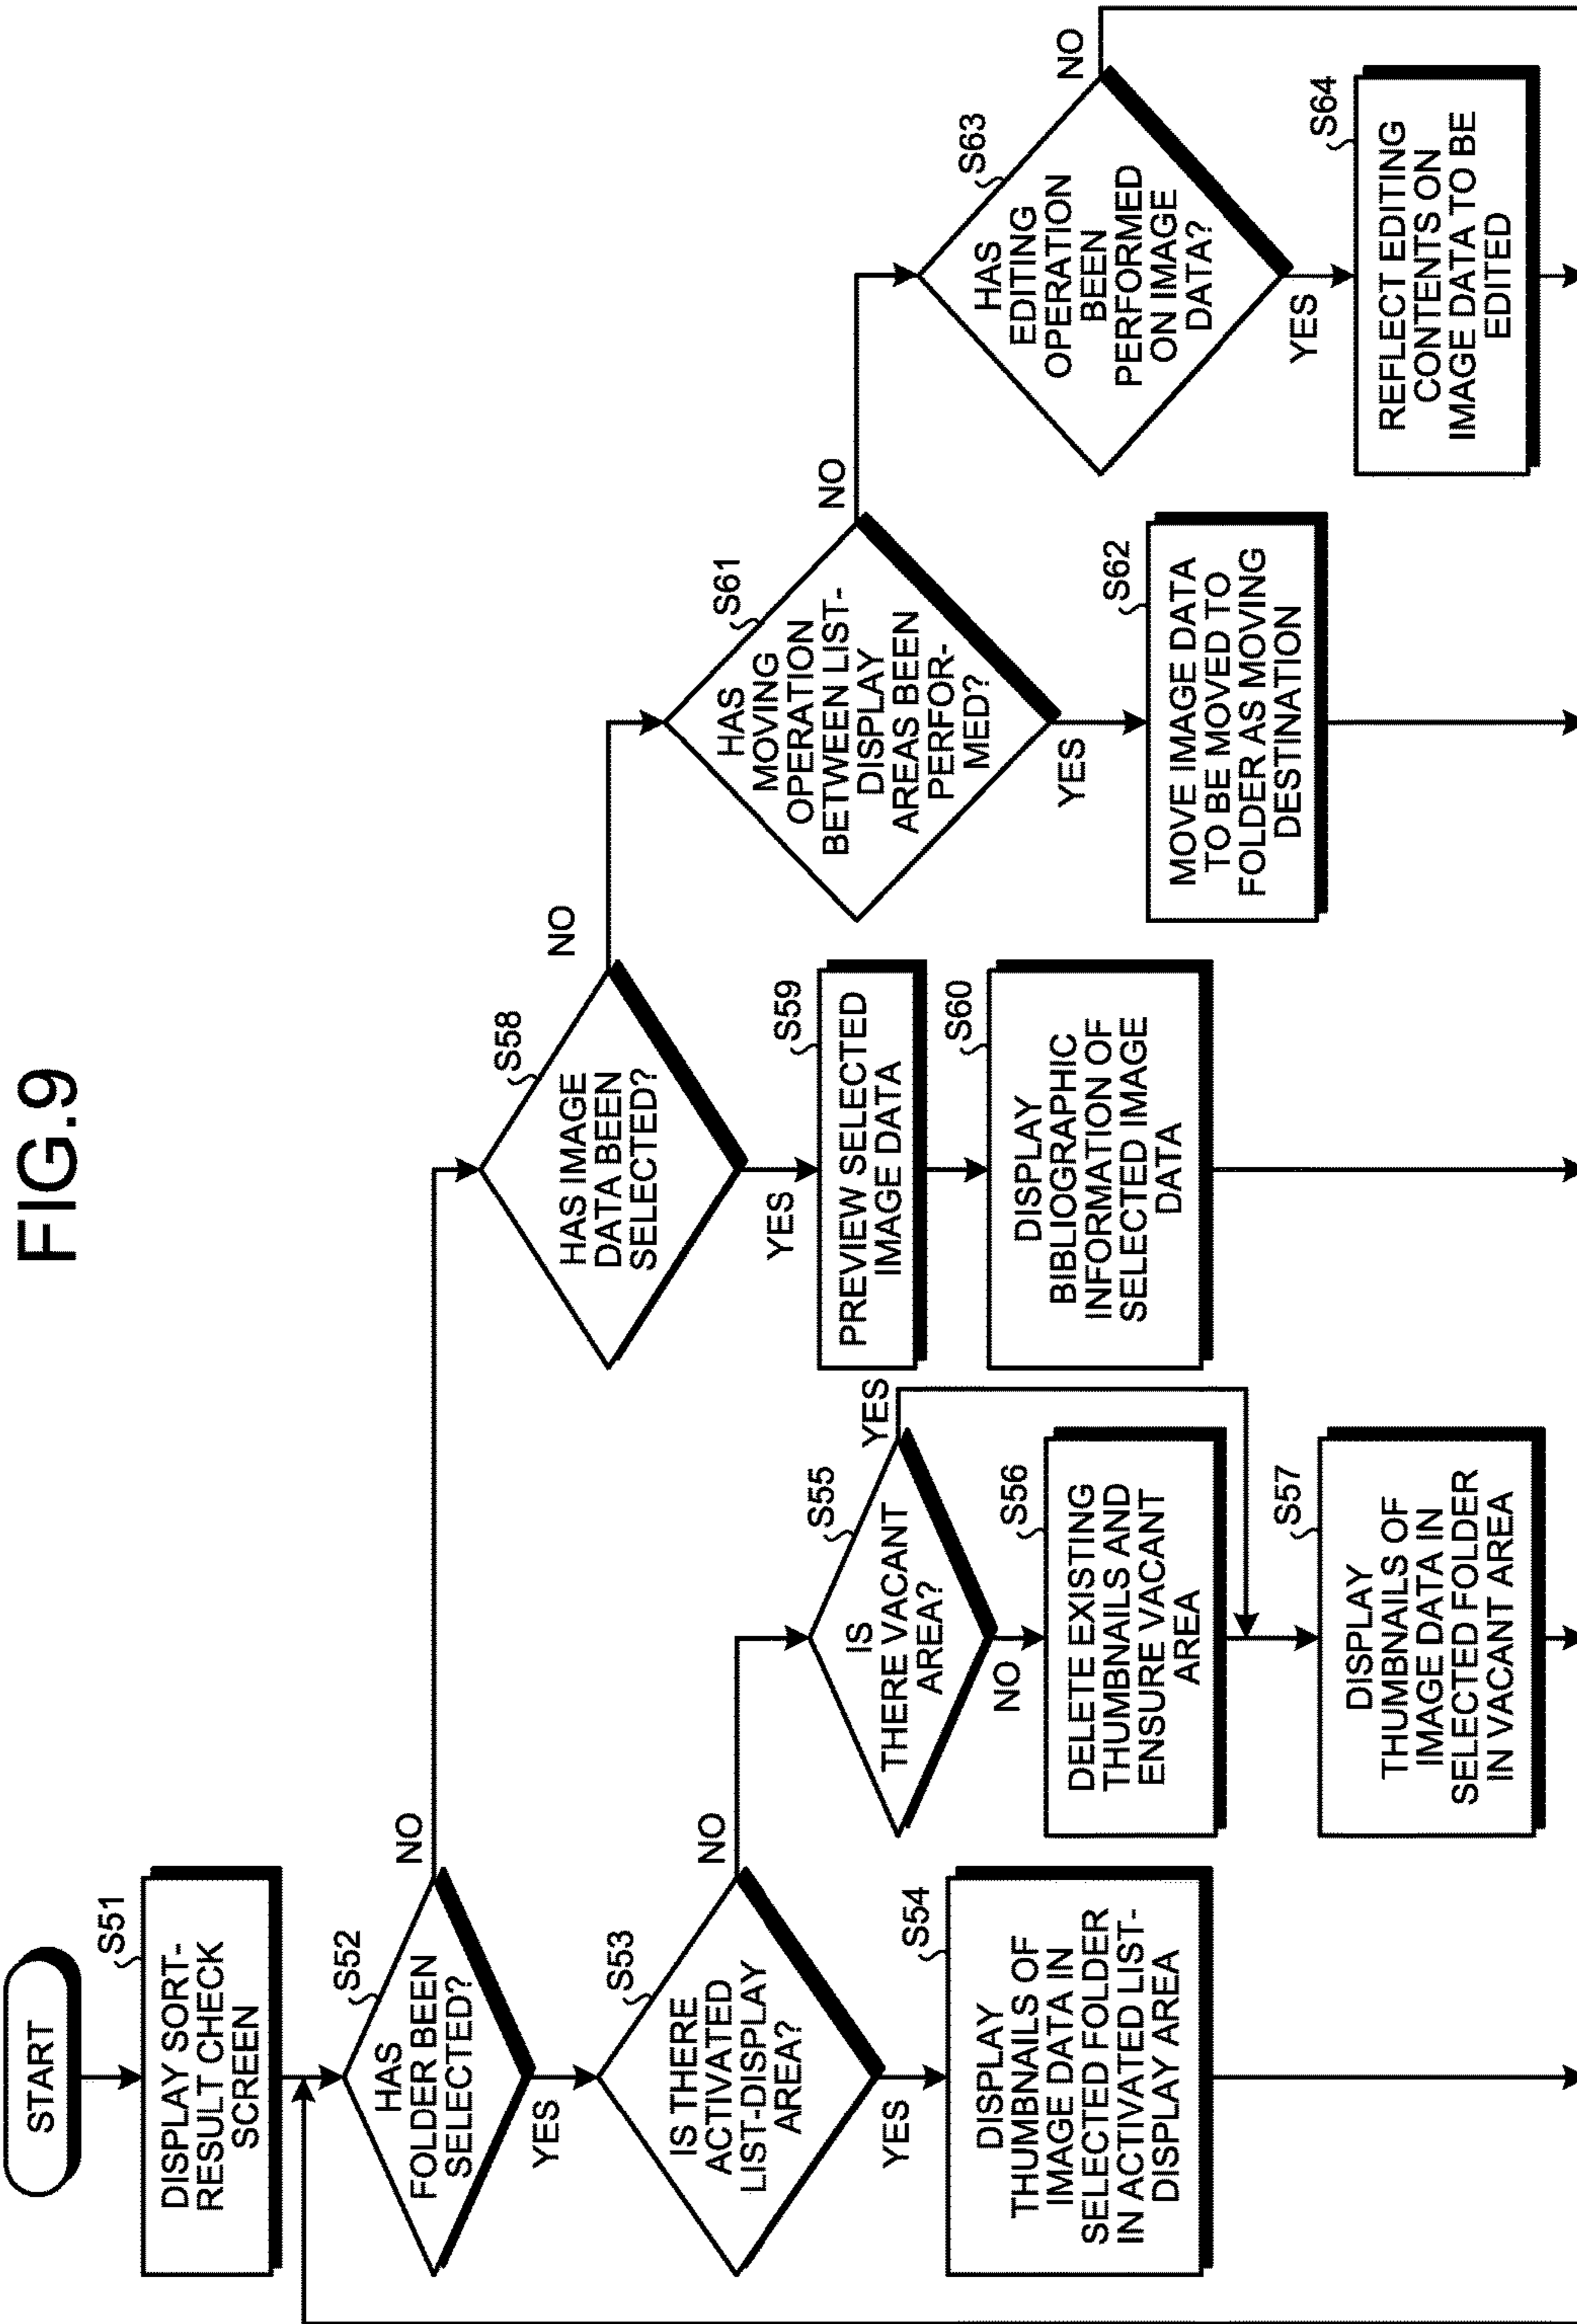 FIG.9
START
S51
DISPLAY SORT-
RESULT CHECK
SCREEN
S52
HAS
FOLDER BEEN
SELECTED?
NO
YES
S53
IS THERE
ACTIVATED
LIST-DISPLAY
AREA?
NO
YES
S54
DISPLAY
THUMBNAILS OF
IMAGE DATA IN
SELECTED FOLDER
IN ACTIVATED LIST-
DISPLAY AREA
S55
IS
THERE VACANT
AREA?
YES
NO
S56
DELETE EXISTING
THUMBNAILS AND
ENSURE VACANT
AREA
S57
DISPLAY
THUMBNAILS OF
IMAGE DATA IN
SELECTED FOLDER
IN VACANT AREA
S58
HAS IMAGE
DATA BEEN
SELECTED?
NO
YES
S59
PREVIEW SELECTED
IMAGE DATA
S60
DISPLAY
BIBLIOGRAPHIC
INFORMATION OF
SELECTED IMAGE
DATA
S61
HAS
MOVING
OPERATION
BETWEEN LIST-
DISPLAY
AREAS BEEN
PERFOR-
MED?
NO
YES
S62
MOVE IMAGE DATA
TO BE MOVED TO
FOLDER AS MOVING
DESTINATION
S63
HAS
EDITING
OPERATION
BEEN
PERFORMED
ON IMAGE
DATA?
NO
YES
S64
REFLECT EDITING
CONTENTS ON
IMAGE DATA TO BE
EDITED